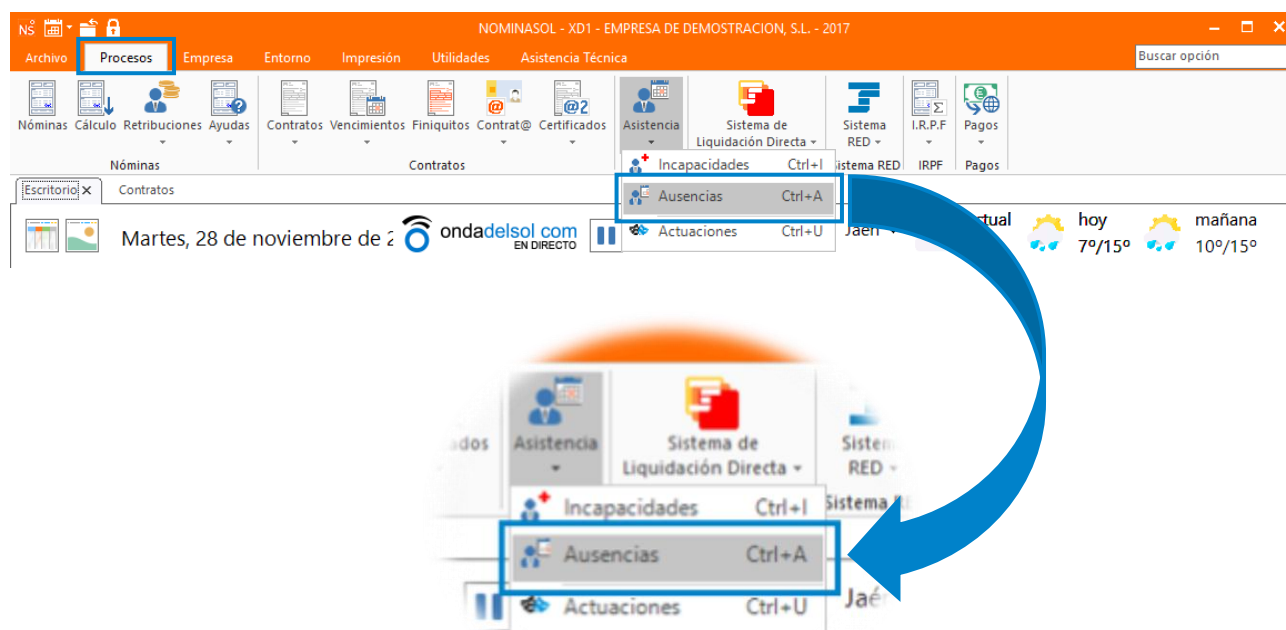 NS
NOMINASOL - XD1 - EMPRESA DE DEMOSTRACION, S.L. - 2017
Archivo Procesos Empresa Entorno Impresión Utilidades Asistencia Técnica
Buscar opción
Nóminas Cálculo Retribuciones Ayudas Contratos Vencimientos Finiquitos Contrat@ Certificados Asistencia Sistema de Liquidación Directa Sistema RED I.R.P.F Pagos
Nóminas Contratos Sistema RED IRPF Pagos
Incapacidades Ctrl+I
Ausencias Ctrl+A
Actuaciones Ctrl+U
Escritorio Contratos
Martes, 28 de noviembre de 2
ondadelsol com
EN DIRECTO
Jaén
hoy
7º/15º
mañana
10º/15º
Asistencia
Sistema de
Liquidación Directa
RED
Incapacidades Ctrl+I
Ausencias Ctrl+A
Actuaciones Ctrl+U